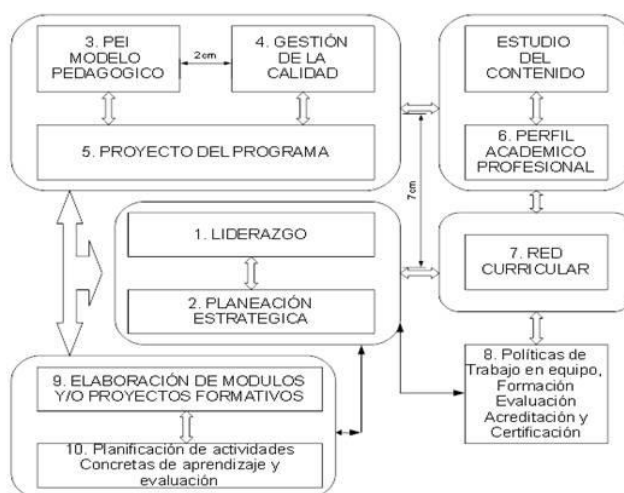 3. PEI
MODELO
PEDAGOGICO
2cm
4. GESTIÓN
DE LA
CALIDAD
5. PROYECTO DEL PROGRAMA
ESTUDIO
DEL
CONTENIDO
6. PERFIL
ACADEMICO
PROFESIONAL
7cm
1. LIDERAZGO
2. PLANEACIÓN
ESTRATEGICA
7. RED
CURRICULAR
8. Políticas de
Trabajo en equipo,
Formación
Evaluación
Acreditación y
Certificación
9. ELABORACIÓN DE MODULOS
Y/O PROYECTOS FORMATIVOS
10. Planificación de actividades
Concretas de aprendizaje y
evaluación